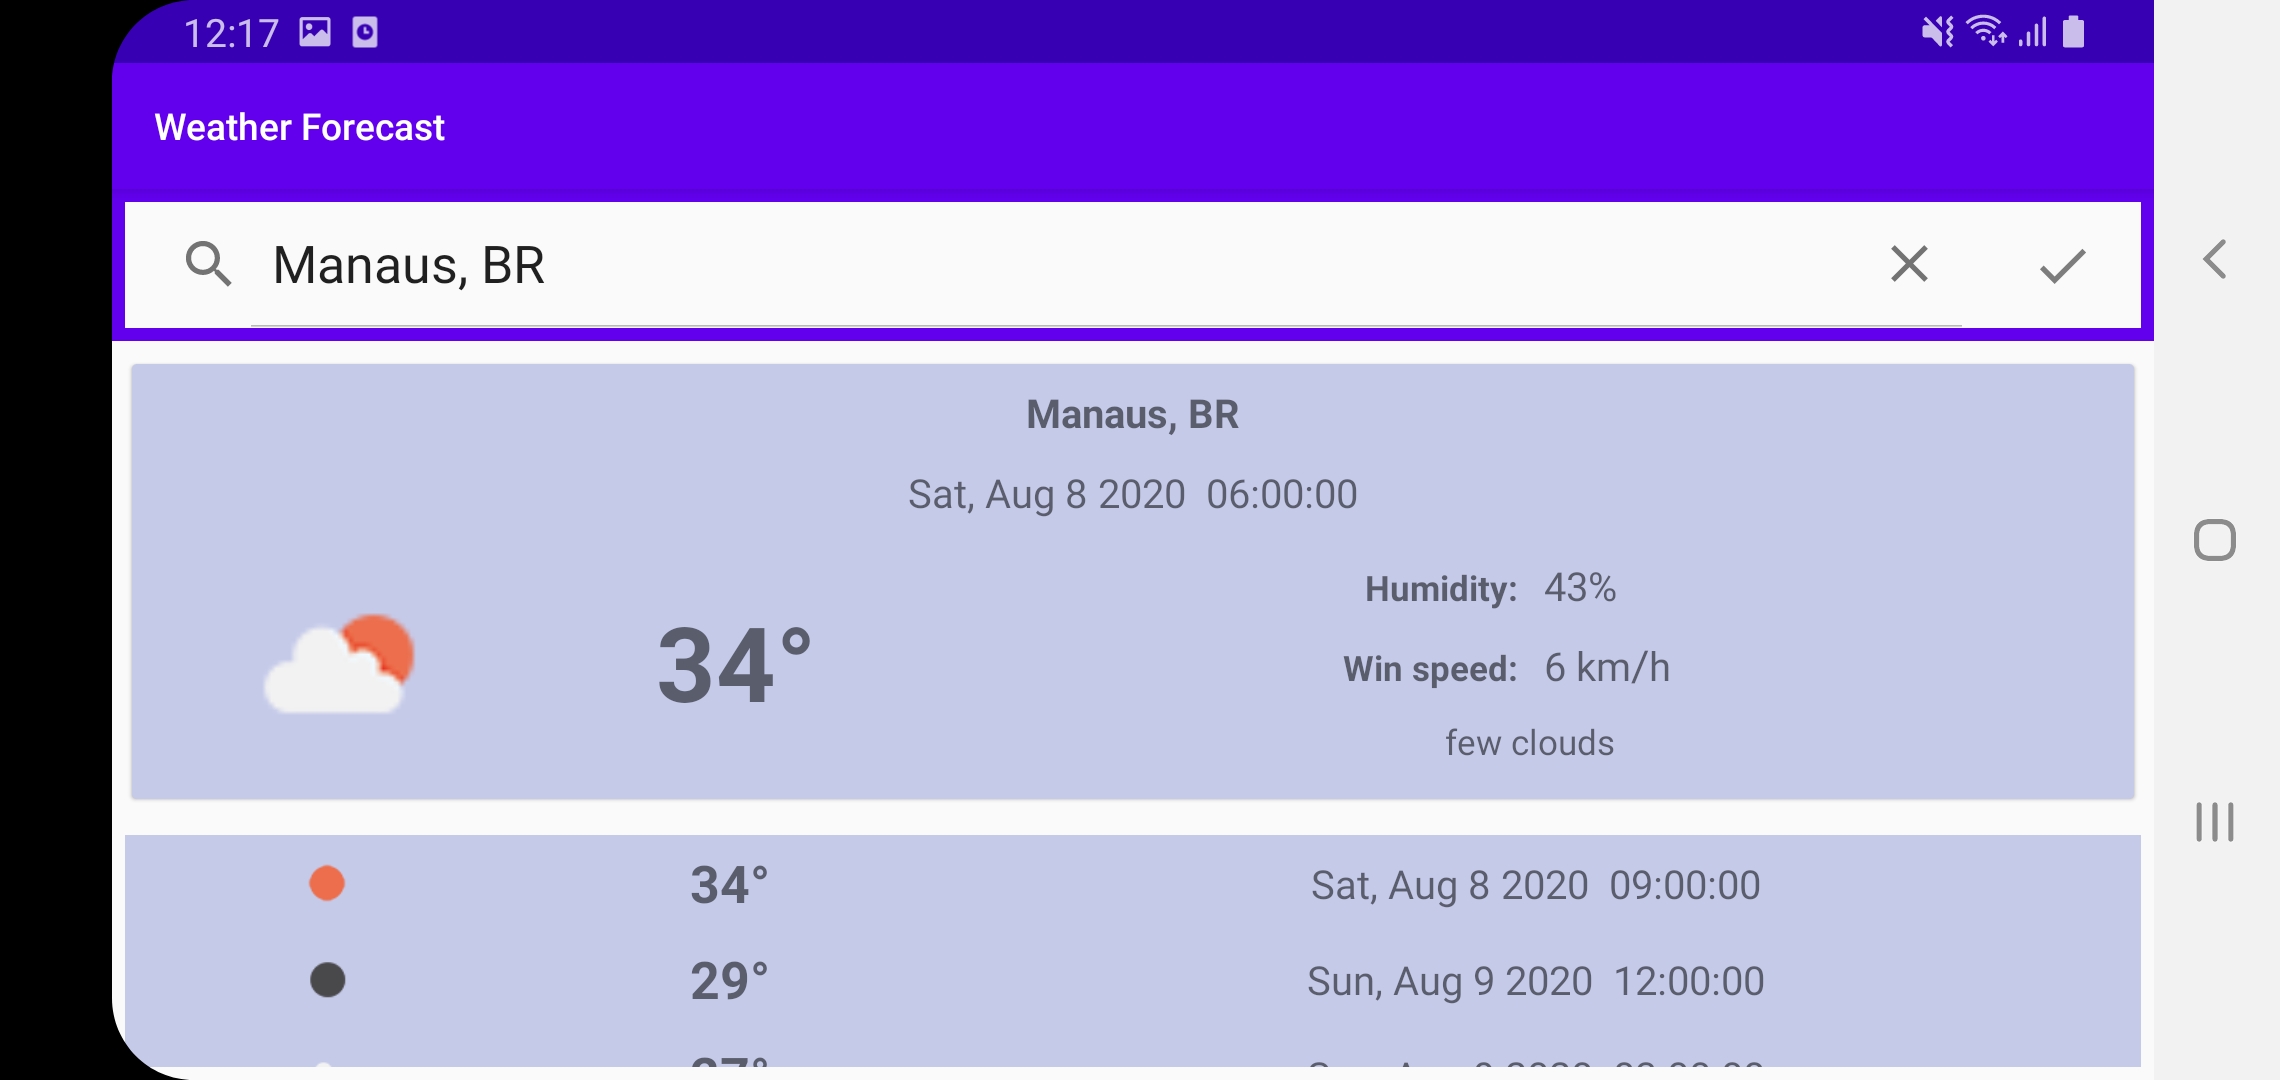 12:17
Weather Forecast
Manaus, BR
Manaus, BR
Sat, Aug 8 2020  06:00:00
Humidity: 43%
34°
Win speed: 6 km/h
few clouds
34° Sat, Aug 8 2020  09:00:00
29° Sun, Aug 9 2020  12:00:00